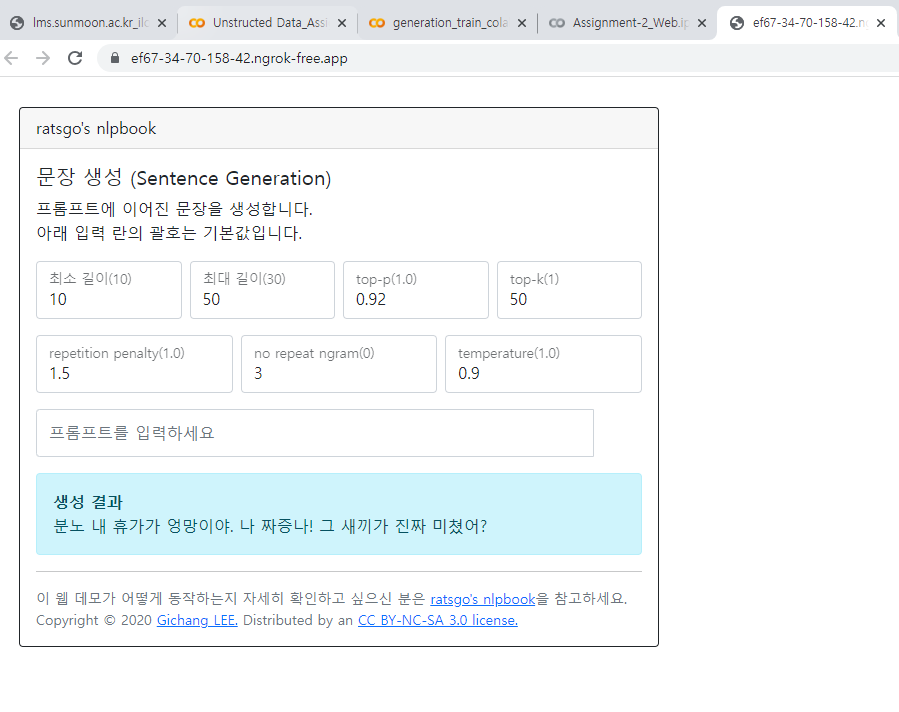 lms.sunmoon.ac.kr_ilo
Unstructed Data_Assi
generation_train_cola
Assignment-2_Web.ip
ef67-34-70-158-42.n
ef67-34-70-158-42.ngrok-free.app
ratsgo's nlpbook
문장 생성 (Sentence Generation)
프롬프트에 이어진 문장을 생성합니다.
아래 입력 란의 괄호는 기본값입니다.
최소 길이(10) 최대 길이(30) top-p(1.0) top-k(1)
10 50 0.92 50
repetition penalty(1.0) no repeat ngram(0) temperature(1.0)
1.5 3 0.9
프롬프트를 입력하세요
생성 결과
분노 내 휴가가 엉망이야. 나 짜증나! 그 새끼가 진짜 미쳤어?
이 웹 데모가 어떻게 동작하는지 자세히 확인하고 싶으신 분은 ratsgo's nlpbook을 참고하세요.
Copyright © 2020 Gichang LEE. Distributed by an CC BY-NC-SA 3.0 license.